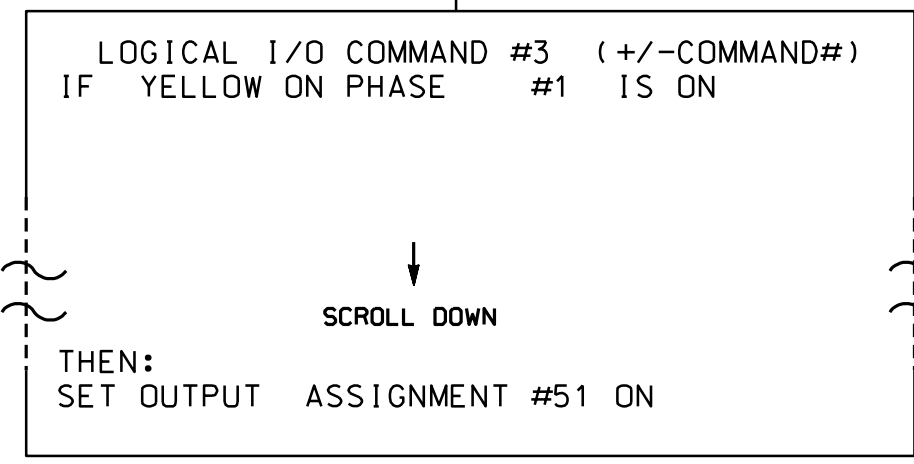 LOGICAL I/O COMMAND #3 (+/-COMMAND#)
IF YELLOW ON PHASE #1 IS ON
SCROLL DOWN
THEN:
SET OUTPUT ASSIGNMENT #51 ON